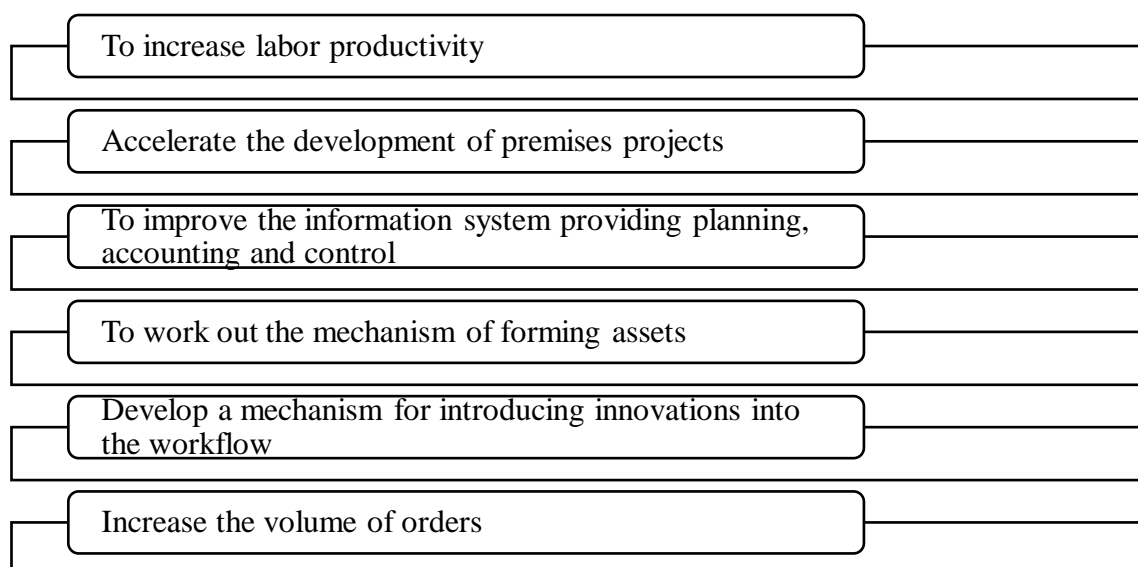 To increase labor productivity
Accelerate the development of premises projects
To improve the information system providing planning,
accounting and control
To work out the mechanism of forming assets
Develop a mechanism for introducing innovations into
the workflow
Increase the volume of orders